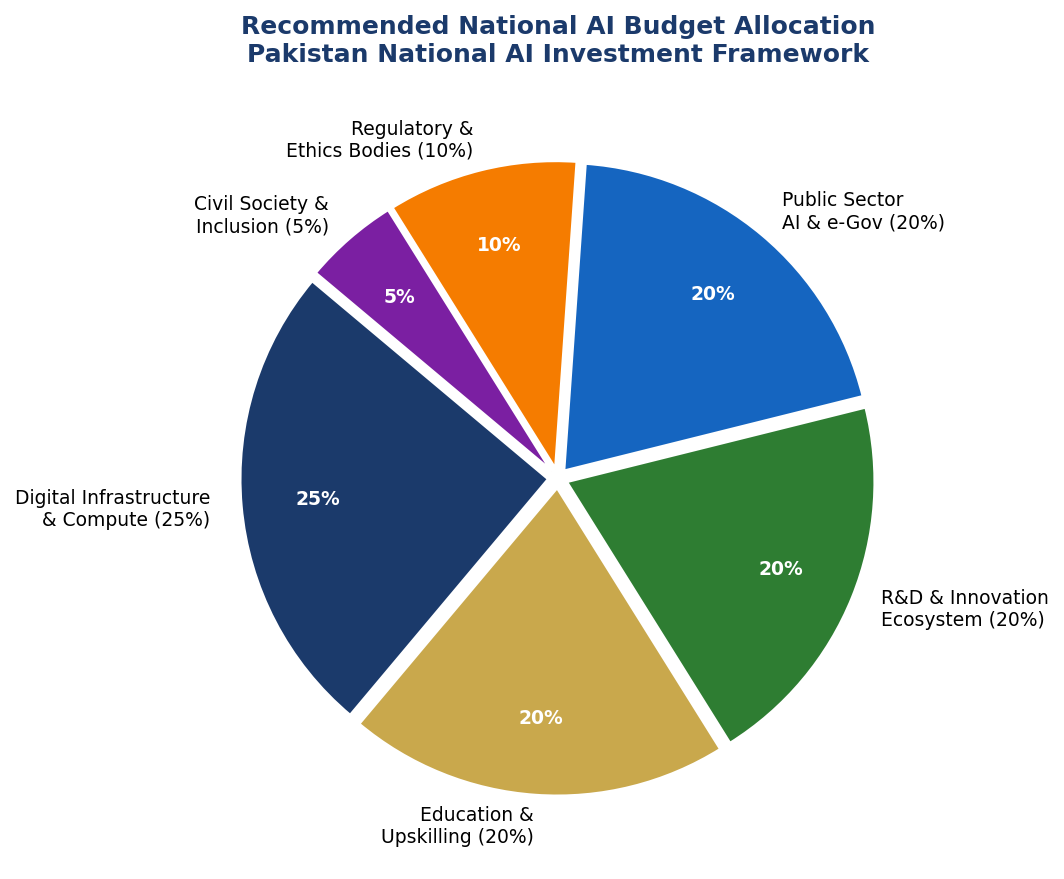 Recommended National AI Budget Allocation
Pakistan National AI Investment Framework
Regulatory &
Ethics Bodies (10%)
Civil Society &
Inclusion (5%)
Public Sector
AI & e-Gov (20%)
10%
5%
20%
Digital Infrastructure
& Compute (25%)
25%
20%
R&D & Innovation
Ecosystem (20%)
20%
Education &
Upskilling (20%)